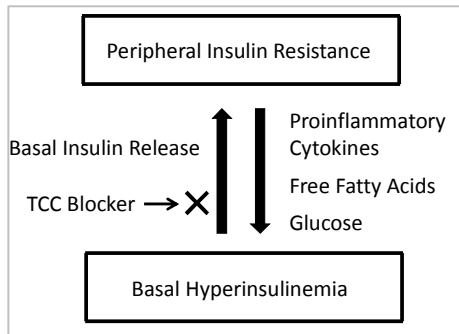 Peripheral Insulin Resistance
Basal Insulin Release
TCC Blocker
Proinflammatory
Cytokines
Free Fatty Acids
Glucose
Basal Hyperinsulinemia